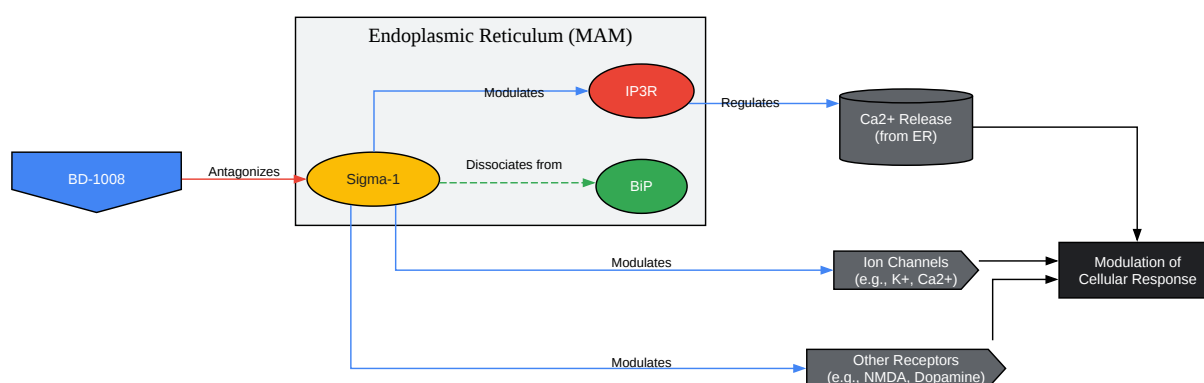 Endoplasmic Reticulum (MAM)
Modulates
IP3R
Regulates
Ca2+ Release
(from ER)
BD-1008
Antagonizes
Sigma-1
Dissociates from
BiP
Modulates
Ion Channels
(e.g., K+, Ca2+)
Modulation of
Cellular Response
Modulates
Other Receptors
(e.g., NMDA, Dopamine)